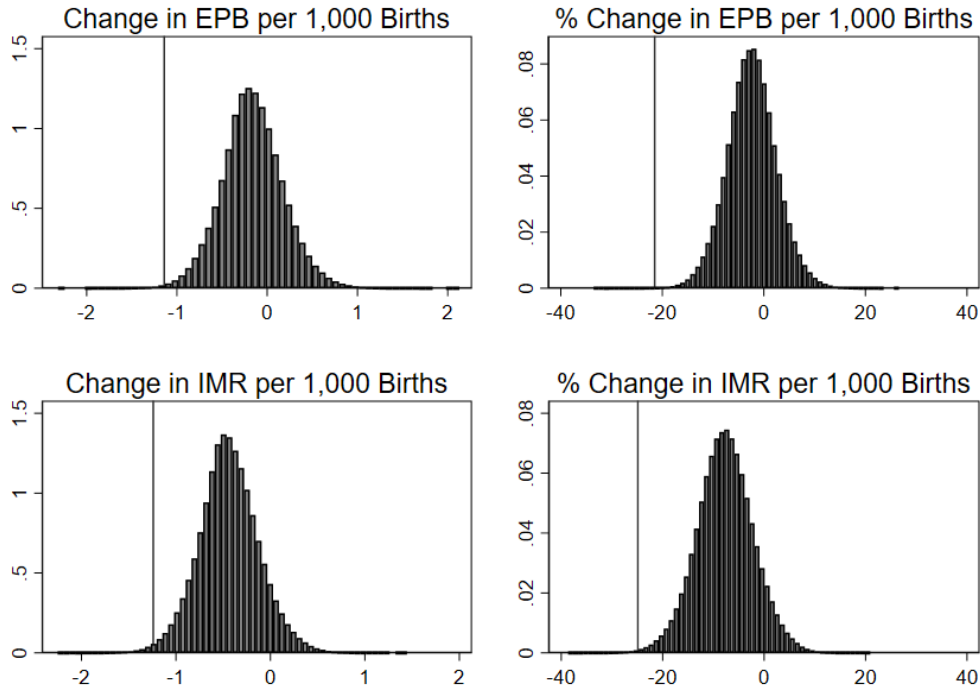 Change in EPB per 1,000 Births
1.5
1
.5
0
-2 -1 0 1 2
% Change in EPB per 1,000 Births
.08
.06
.04
.02
0
-40 -20 0 20 40
Change in IMR per 1,000 Births
1.5
1
.5
0
-2 -1 0 1 2
% Change in IMR per 1,000 Births
.08
.06
.04
.02
0
-40 -20 0 20 40